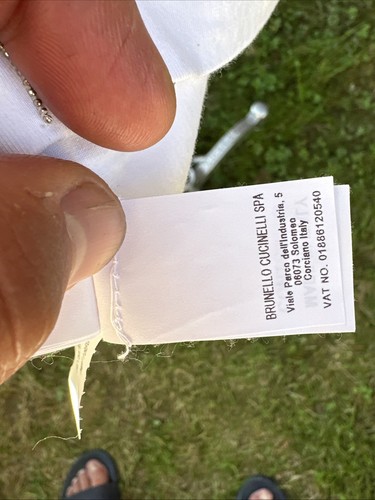 BRUNELLO CUCINELLI SPA
Viale Parco dell'Industria, 5
06073 Solomeo
Corciano Italy
VAT NO. 01886120540